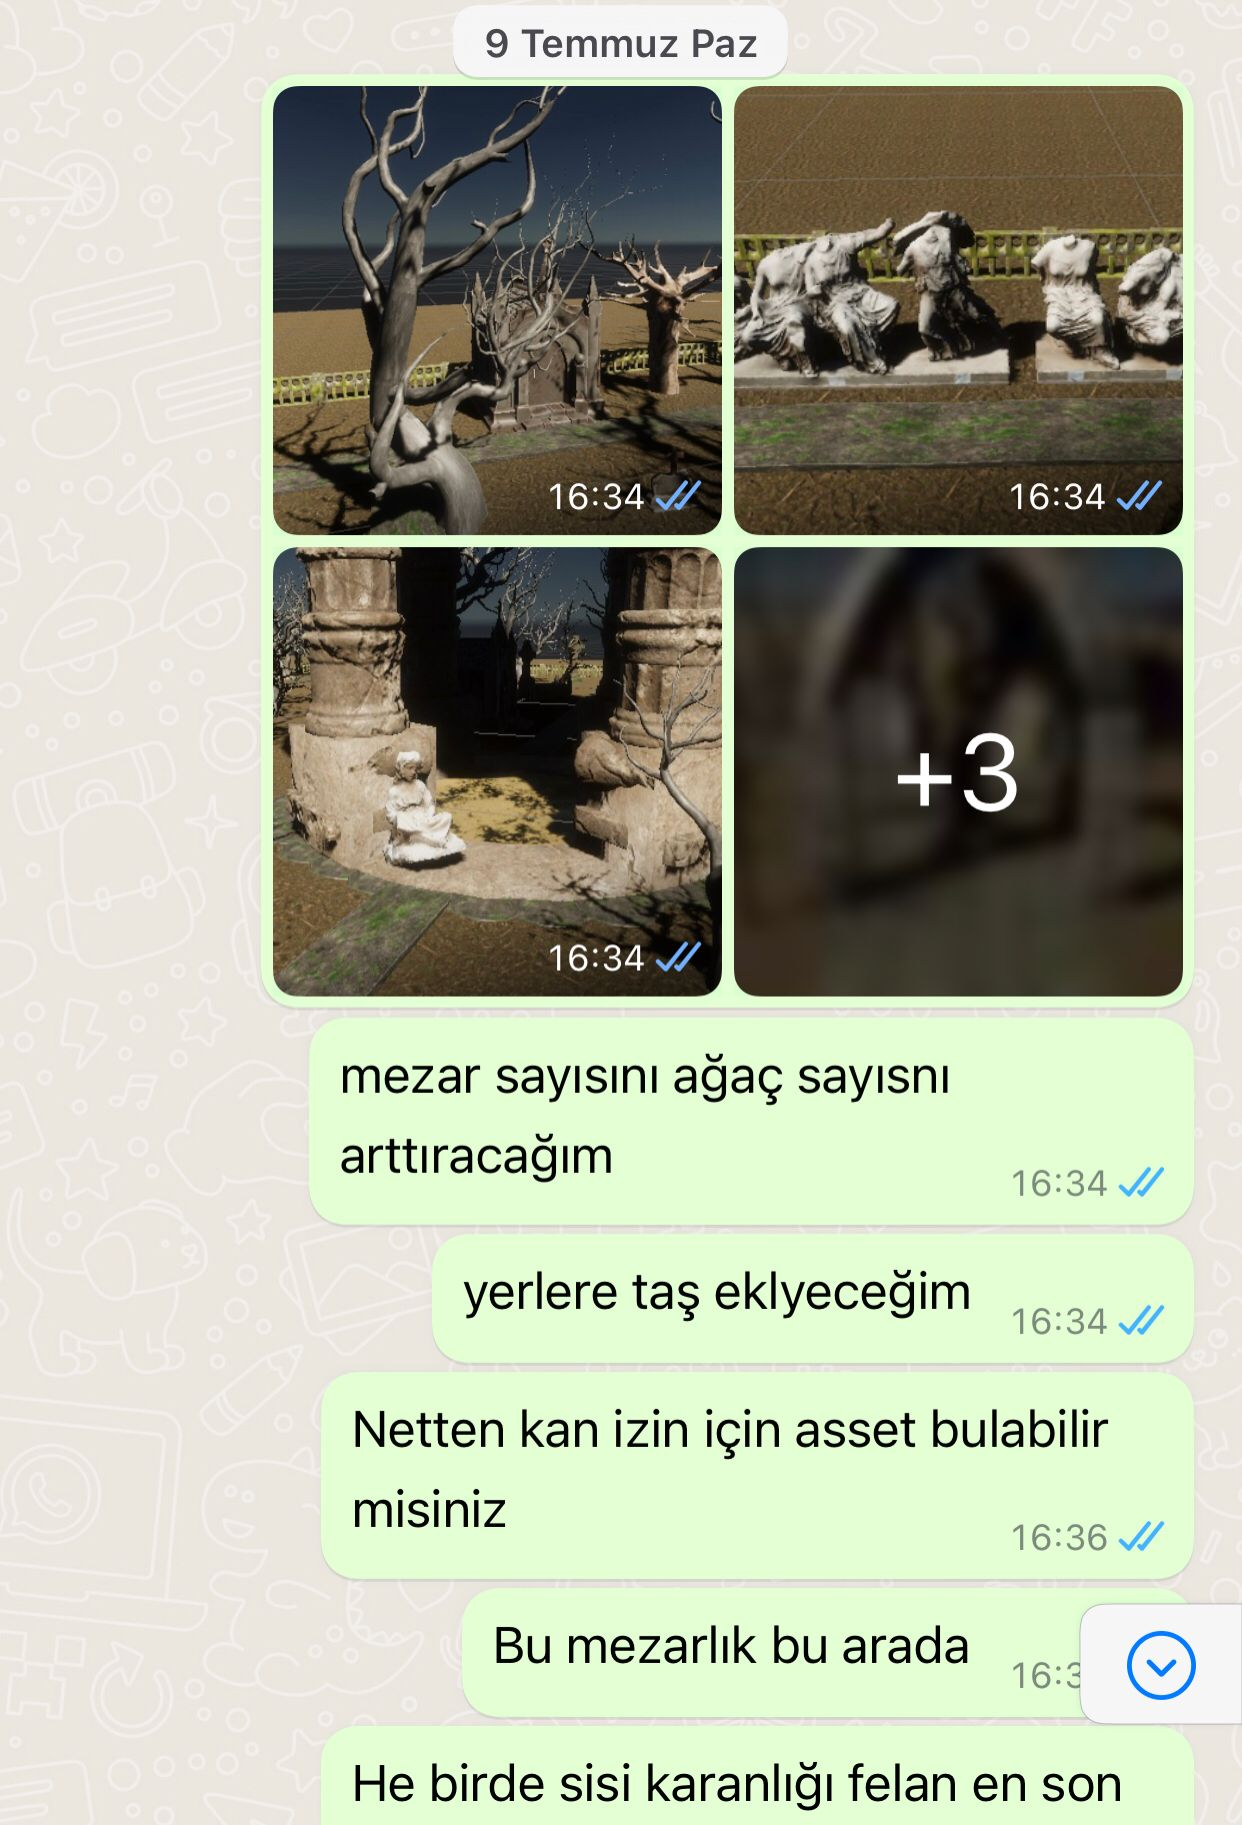 9 Temmuz Paz
16:34
16:34
16:34
+3
mezar sayısını ağaç sayısnı
arttıracağım
16:34
yerlere taş eklyeceğim
16:34
Netten kan izin için asset bulabilir
misiniz
16:36
Bu mezarlık bu arada
He birde sisi karanlığı felan en son